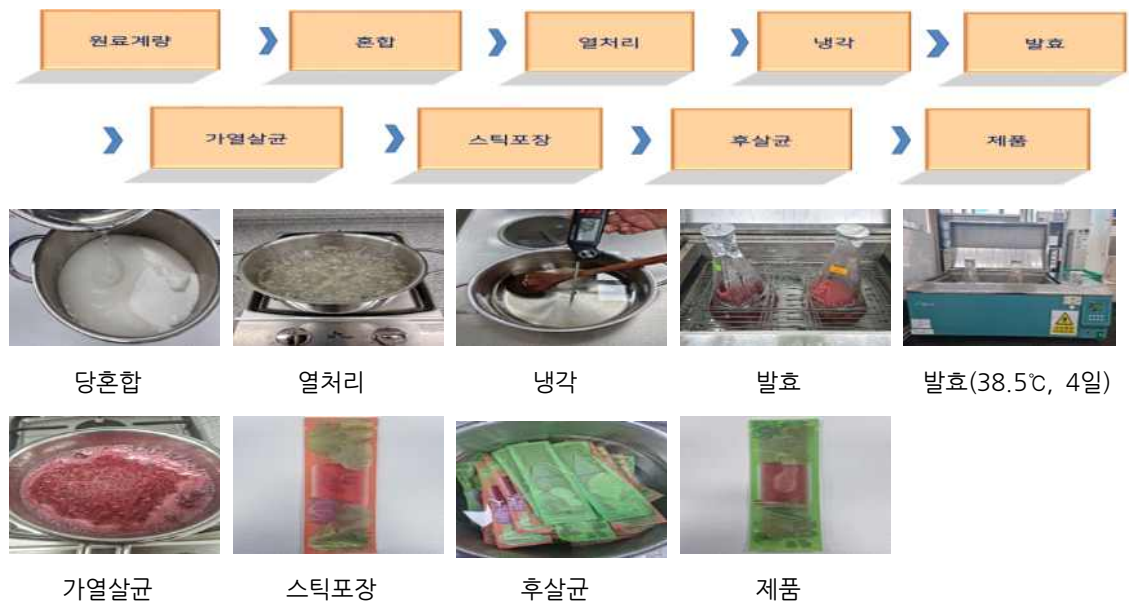 원료계량 혼합 열처리 냉각 발효
가열살균 스틱포장 후살균 제품
당혼합 열처리 냉각 발효 발효(38.5℃, 4일)
가열살균 스틱포장 후살균 제품